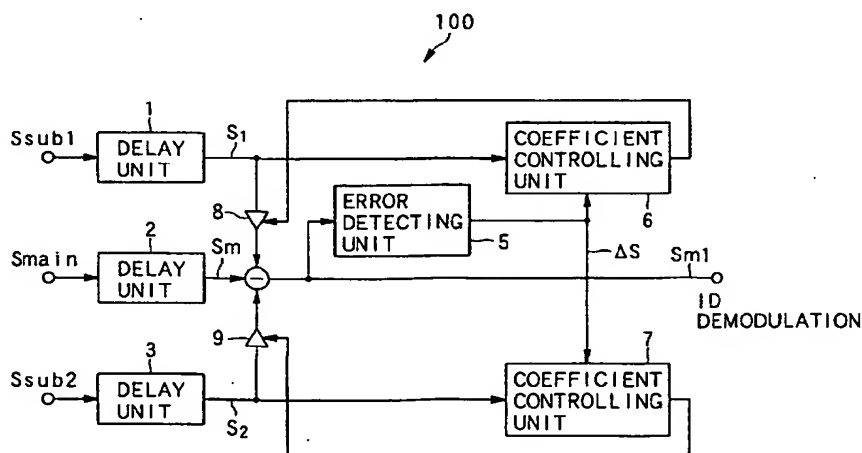 100
1
Ssub1
DELAY
UNIT
S1
8
COEFFICIENT
CONTROLLING
UNIT
6
ERROR
DETECTING
UNIT
5
2
Smain
DELAY
UNIT
Sm
−
ΔS
Sm1
ID
DEMODULATION
9
3
Ssub2
DELAY
UNIT
S2
7
COEFFICIENT
CONTROLLING
UNIT